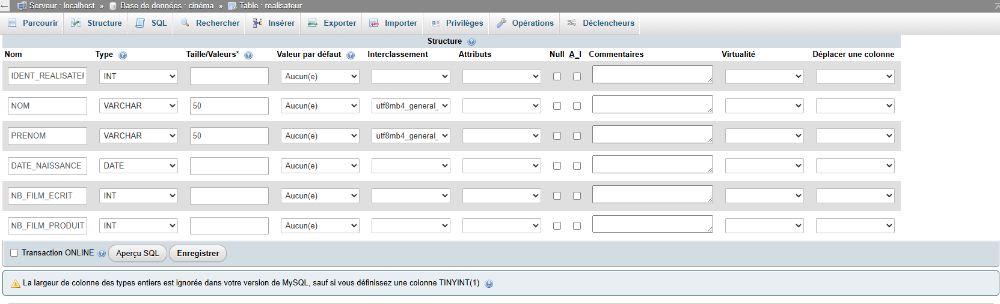 Serveur : localhost » Base de données : cinéma » Table : realisateur
Parcourir Structure SQL Rechercher Insérer Exporter Importer Privilèges Opérations Déclencheurs
Structure
Nom Type Taille/Valeurs* Valeur par défaut Interclassement Attributs Null A_I Commentaires Virtualité Déplacer une colonne
IDENT_REALISATE INT Aucun(e)
NOM VARCHAR 50 Aucun(e) utf8mb4_general_
PRENOM VARCHAR 50 Aucun(e) utf8mb4_general_
DATE_NAISSANCE DATE Aucun(e)
NB_FILM_ECRIT INT Aucun(e)
NB_FILM_PRODUIT INT Aucun(e)
Transaction ONLINE Aperçu SQL Enregistrer
La largeur de colonne des types entiers est ignorée dans votre version de MySQL, sauf si vous définissez une colonne TINYINT(1)